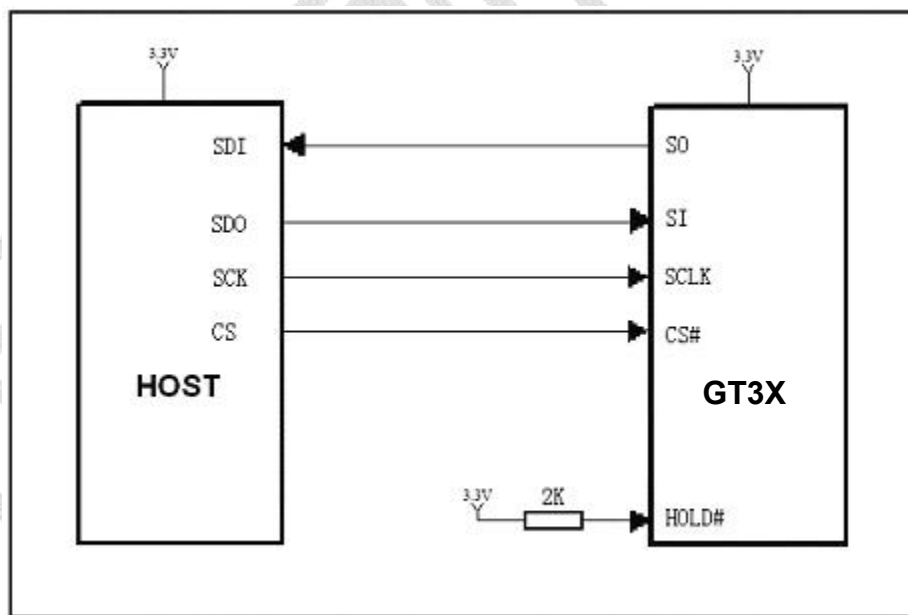 3.3V
3.3V
SDI
SO
SDO
SI
SCK
SCLK
CS
CS#
HOST
GT3X
3.3V
2K
HOLD#